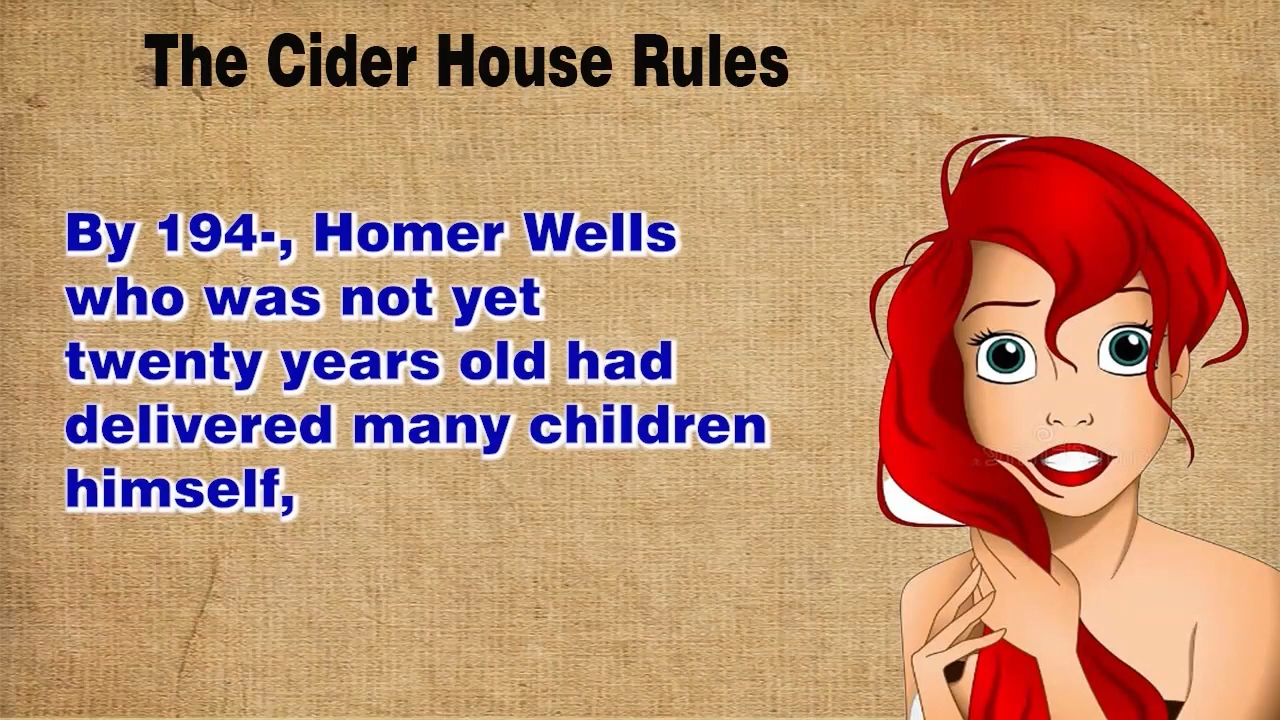 The Cider House Rules
By 194-, Homer Wells
who was not yet
twenty years old had
delivered many children
himself,